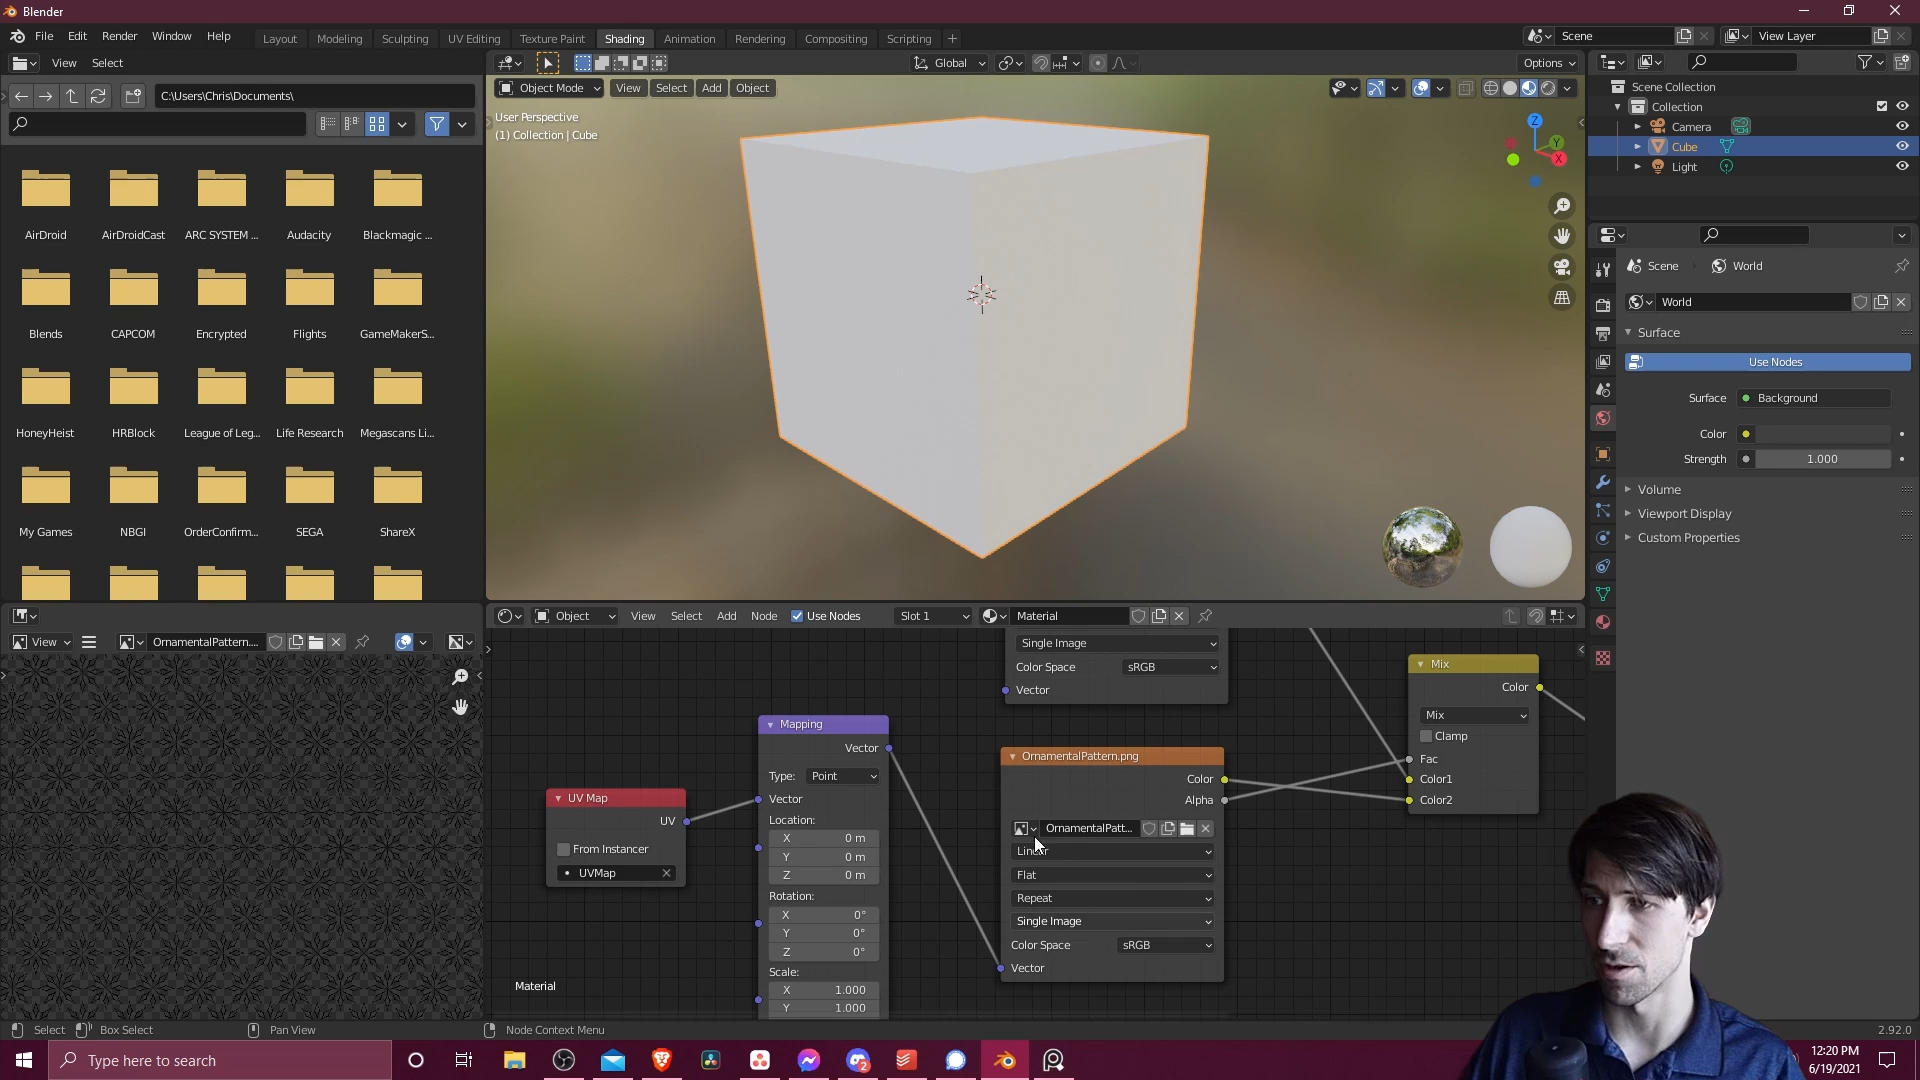 Blender
File Edit Render Window Help
Layout Modeling Sculpting UV Editing Texture Paint Shading Animation Rendering Compositing Scripting +
Scene
View Layer
View Select
Global
Options
C:\Users\Chris\Documents\
Object Mode View Select Add Object
User Perspective
(1) Collection | Cube
Z
Y
X
Scene Collection
Collection
Camera
Cube
Light
AirDroid AirDroidCast ARC SYSTEM ... Audacity Blackmagic ...
Blends CAPCOM Encrypted Flights GameMakerS...
HoneyHeist HRBlock League of Leg... Life Research Megascans Li...
My Games NBGI OrderConfirm... SEGA ShareX
Scene World
World
Surface
Use Nodes
Surface Background
Color
Strength 1.000
Volume
Viewport Display
Custom Properties
Object View Select Add Node Use Nodes Slot 1 Material
View OrnamentalPattern....
Single Image
Color Space sRGB
Vector
Mix
Color
Mix
Clamp
Fac
Color1
Color2
Mapping
Vector
Type: Point
Vector
Location:
X 0 m
Y 0 m
Z 0 m
Rotation:
X 0°
Y 0°
Z 0°
Scale:
X 1.000
Y 1.000
UV Map
UV
From Instancer
UVMap
OrnamentalPattern.png
Color
Alpha
OrnamentalPatt...
Linear
Flat
Repeat
Single Image
Color Space sRGB
Vector
Material
Select Box Select Pan View Node Context Menu 2.92.0
Type here to search
2
12:20 PM
6/19/2021